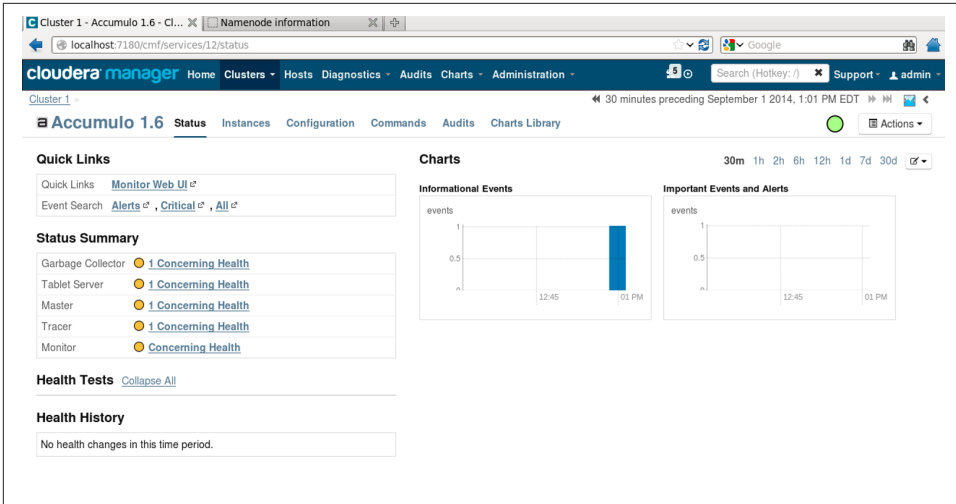 Cluster 1 - Accumulo 1.6 - Cl...
Namenode information
localhost:7180/cmf/services/12/status
Google
cloudera manager Home Clusters Hosts Diagnostics Audits Charts Administration
5
Search (Hotkey: /)
Support
admin
Cluster 1
30 minutes preceding September 1 2014, 1:01 PM EDT
a Accumulo 1.6 Status Instances Configuration Commands Audits Charts Library
Actions
Quick Links
Quick Links Monitor Web UI
Event Search Alerts , Critical , All
Status Summary
Garbage Collector 1 Concerning Health
Tablet Server 1 Concerning Health
Master 1 Concerning Health
Tracer 1 Concerning Health
Monitor Concerning Health
Health Tests Collapse All
Health History
No health changes in this time period.
Charts
30m 1h 2h 6h 12h 1d 7d 30d
Informational Events
events
1
0.5
0
12:45 01 PM
Important Events and Alerts
events
1
0.5
0
12:45 01 PM